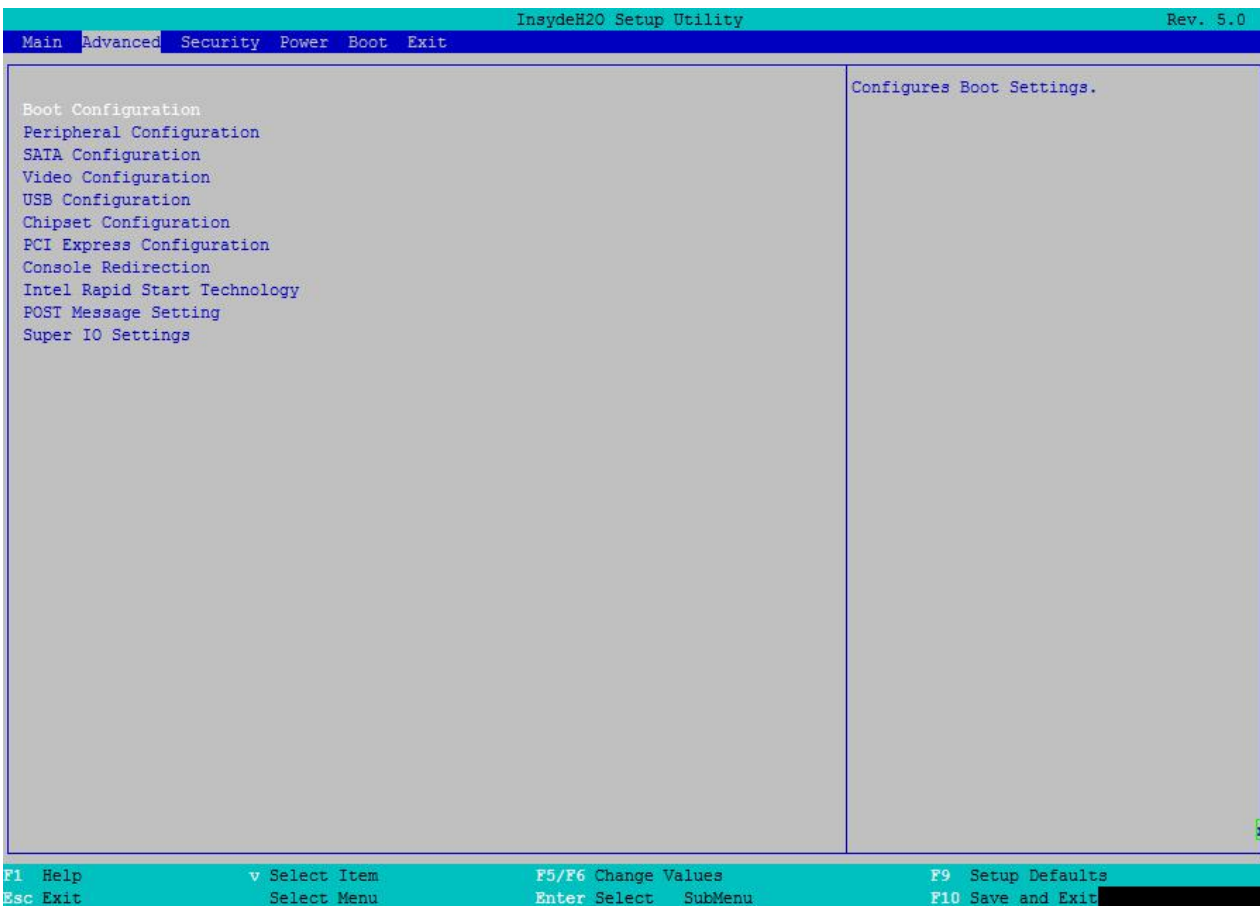 InsydeH2O Setup Utility Rev. 5.0
Main Advanced Security Power Boot Exit
Configures Boot Settings.
Boot Configuration
Peripheral Configuration
SATA Configuration
Video Configuration
USB Configuration
Chipset Configuration
PCI Express Configuration
Console Redirection
Intel Rapid Start Technology
POST Message Setting
Super IO Settings
F1 Help v Select Item F5/F6 Change Values F9 Setup Defaults
Esc Exit Select Menu Enter Select SubMenu F10 Save and Exit